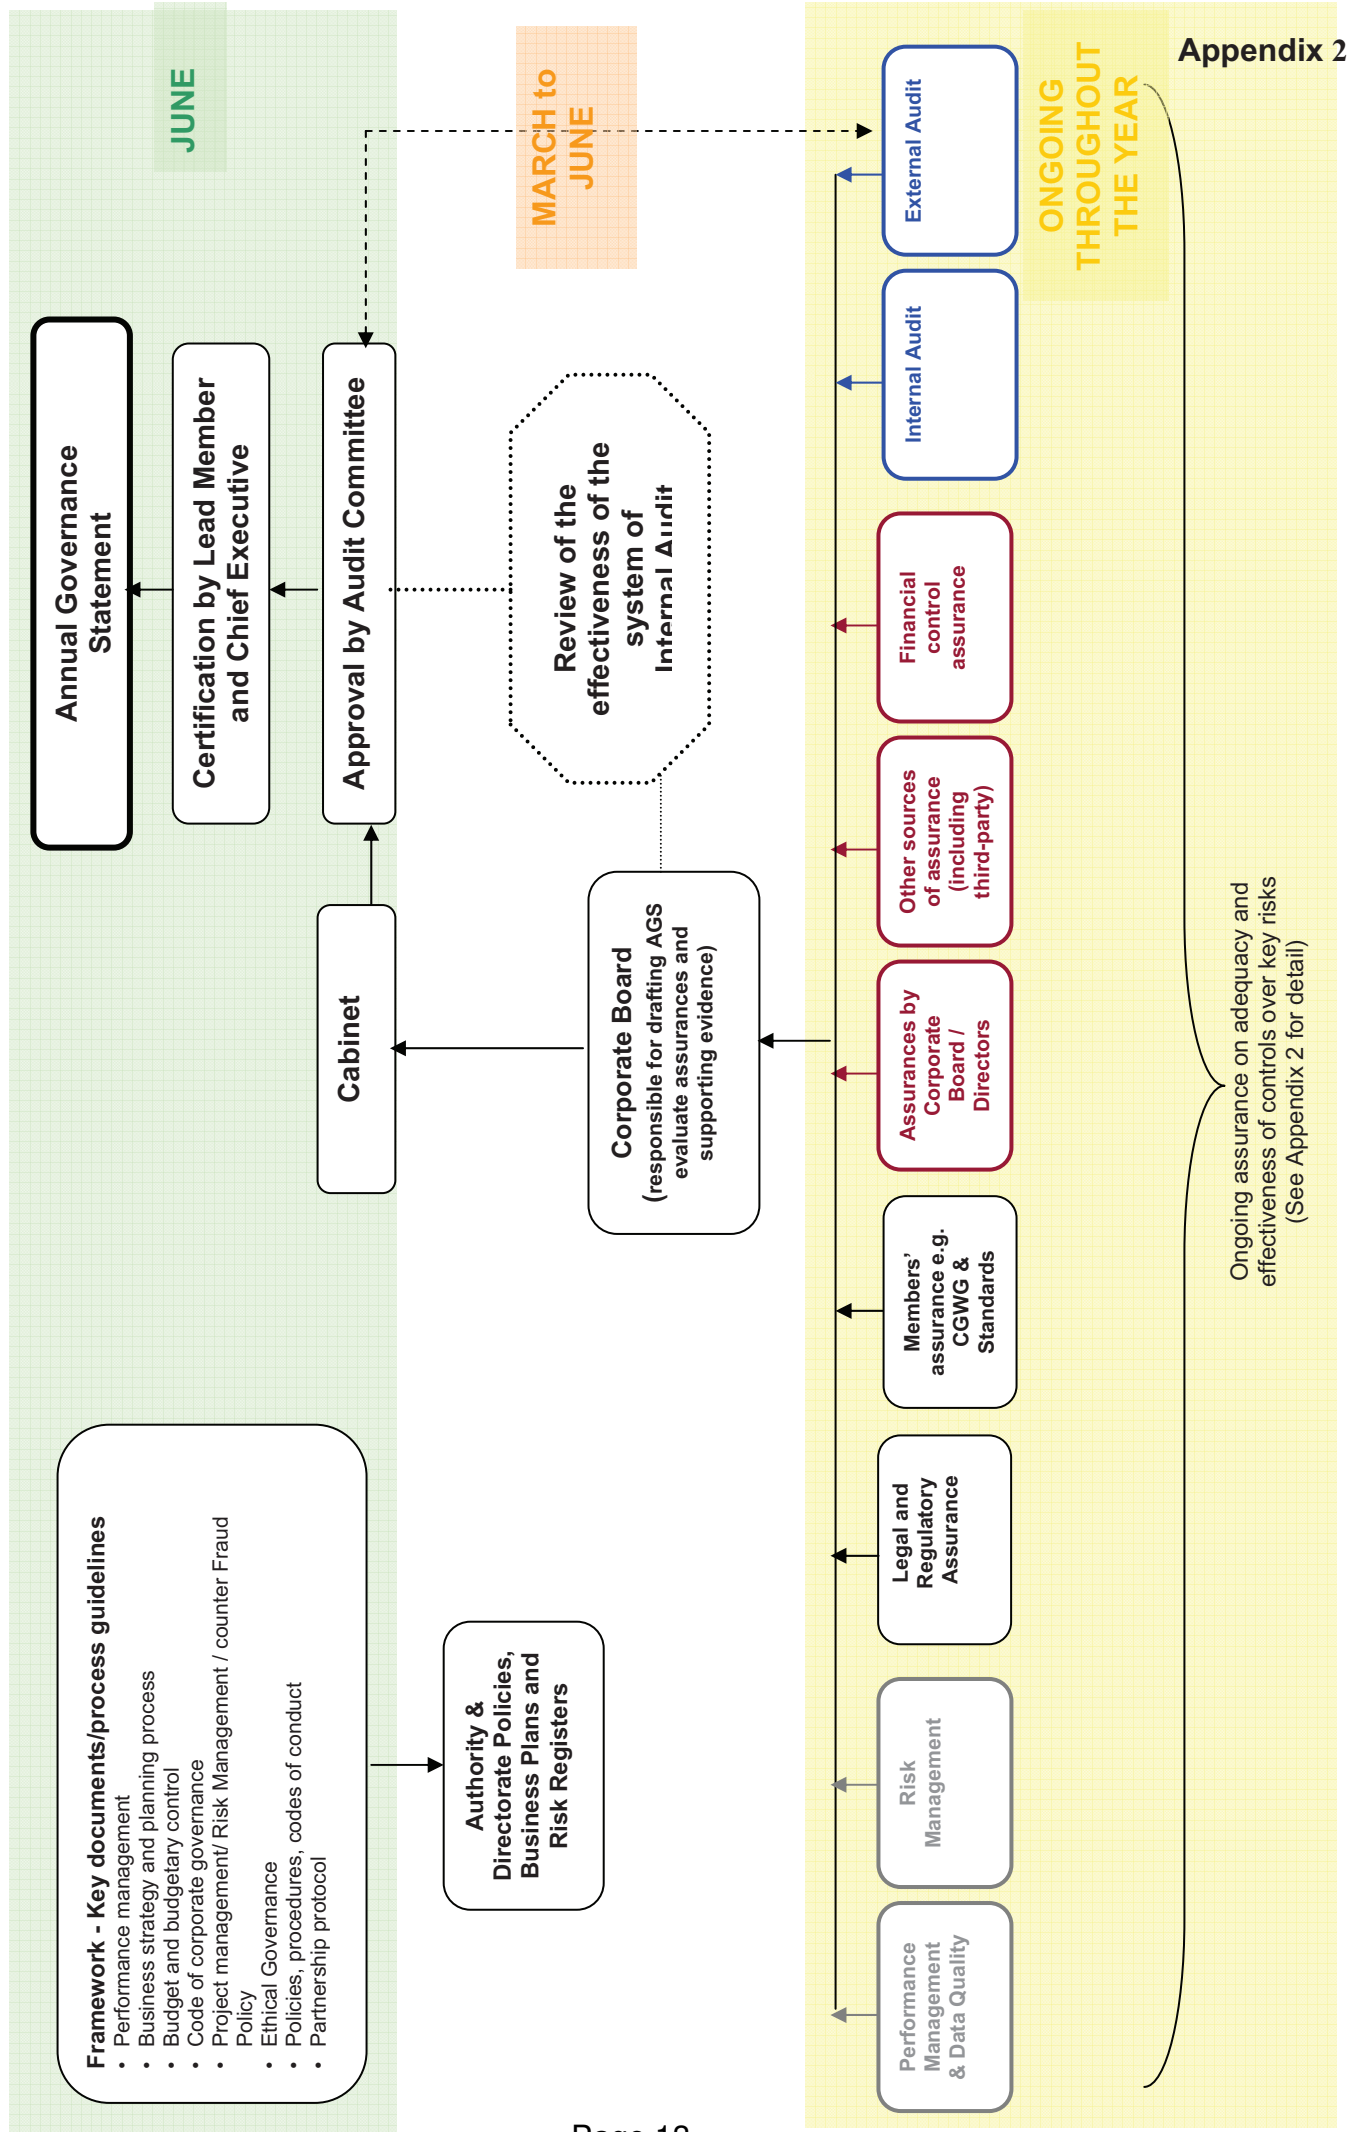 Appendix 2
JUNE
Annual Governance
Statement
Certification by Lead Member
and Chief Executive
Approval by Audit Committee
Cabinet
Framework - Key documents/process guidelines
• Performance management
• Business strategy and planning process
• Budget and budgetary control
• Code of corporate governance
• Project management/ Risk Management / counter Fraud
Policy
• Ethical Governance
• Policies, procedures, codes of conduct
• Partnership protocol
Authority &
Directorate Policies,
Business Plans and
Risk Registers
MARCH to
JUNE
Review of the
effectiveness of the
system of
Internal Audit
Corporate Board
(responsible for drafting AGS
evaluate assurances and
supporting evidence)
Performance
Management
& Data Quality
Risk
Management
Legal and
Regulatory
Assurance
Members'
assurance e.g.
CGWG &
Standards
Assurances by
Corporate
Board /
Directors
Other sources
of assurance
(including
third-party)
Financial
control
assurance
Internal Audit
External Audit
ONGOING
THROUGHOUT
THE YEAR
Ongoing assurance on adequacy and
effectiveness of controls over key risks
(See Appendix 2 for detail)